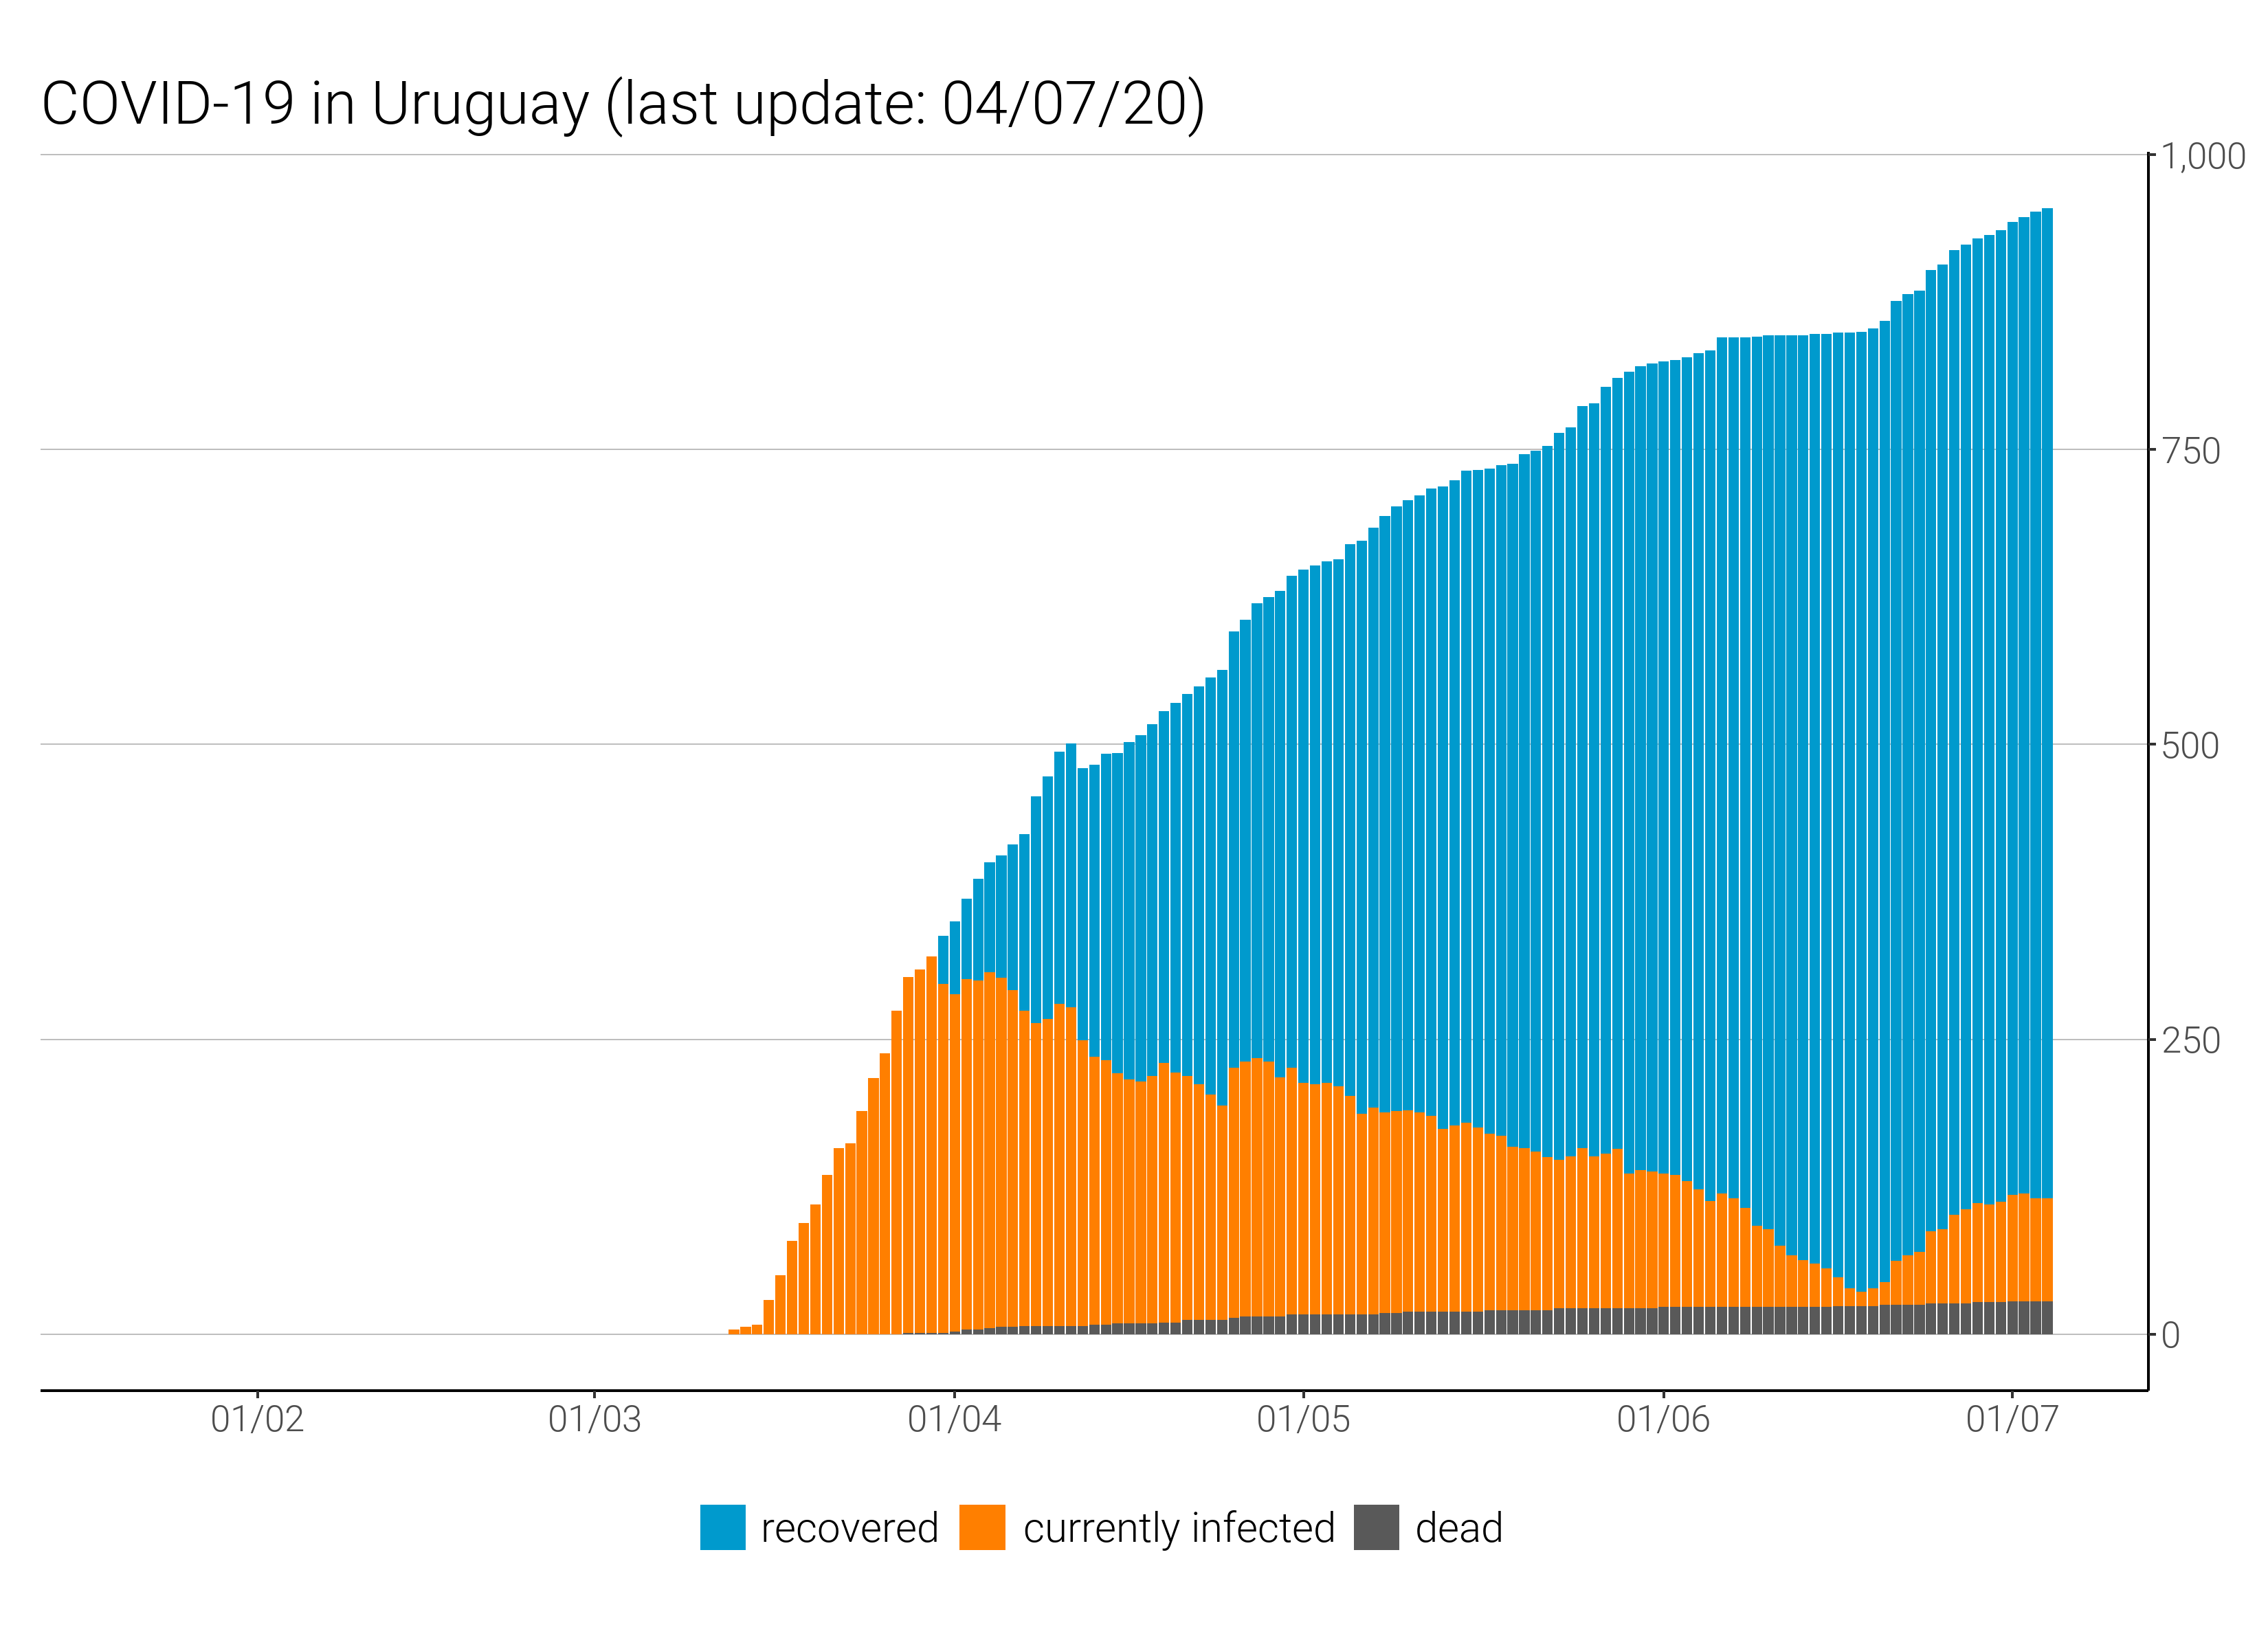 COVID-19 in Uruguay (last update: 04/07/20)
1,000
750
500
250
0
01/02 01/03 01/04 01/05 01/06 01/07
recovered currently infected dead